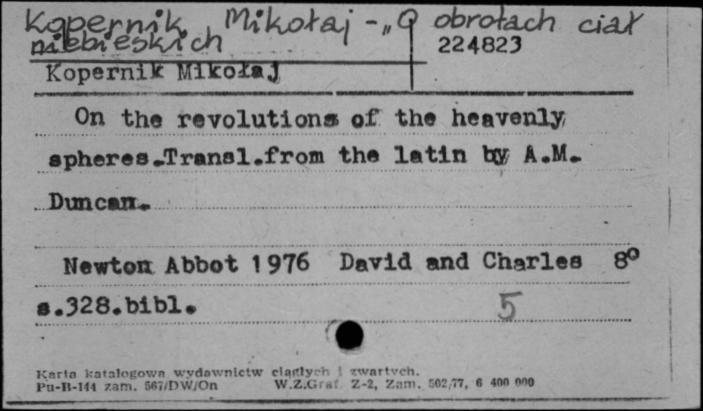 Kopernik Mikołaj - „O obrotach ciał
niebieskich
224823
Kopernik Mikołaj
On the revolutions of the heavenly
spheres.Transl.from the latin by A.M.
Duncan.
Newton Abbot 1976 David and Charles 8°
s.328.bibl.
5
Karta katalogowa wydawnictw ciągłych i zwartych.
Pu-B-144 zam. 567/DW/On W.Z.Graf. Z-2, Zam. 502/77, 6 400 000